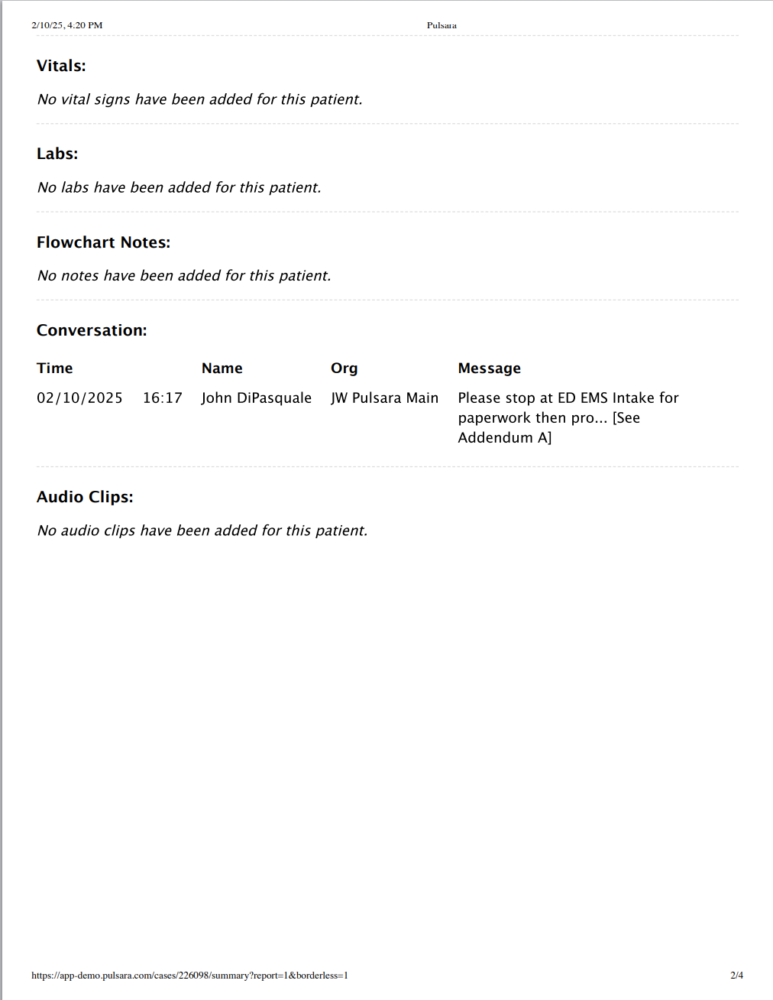 2/10/25, 4:20 PM Pulsara
Vitals:
No vital signs have been added for this patient.
Labs:
No labs have been added for this patient.
Flowchart Notes:
No notes have been added for this patient.
Conversation:
Time Name Org Message
02/10/2025 16:17 John DiPasquale JW Pulsara Main Please stop at ED EMS Intake for
paperwork then pro... [See
Addendum A]
Audio Clips:
No audio clips have been added for this patient.
https://app-demo.pulsara.com/cases/226098/summary?report=1&borderless=1 2/4